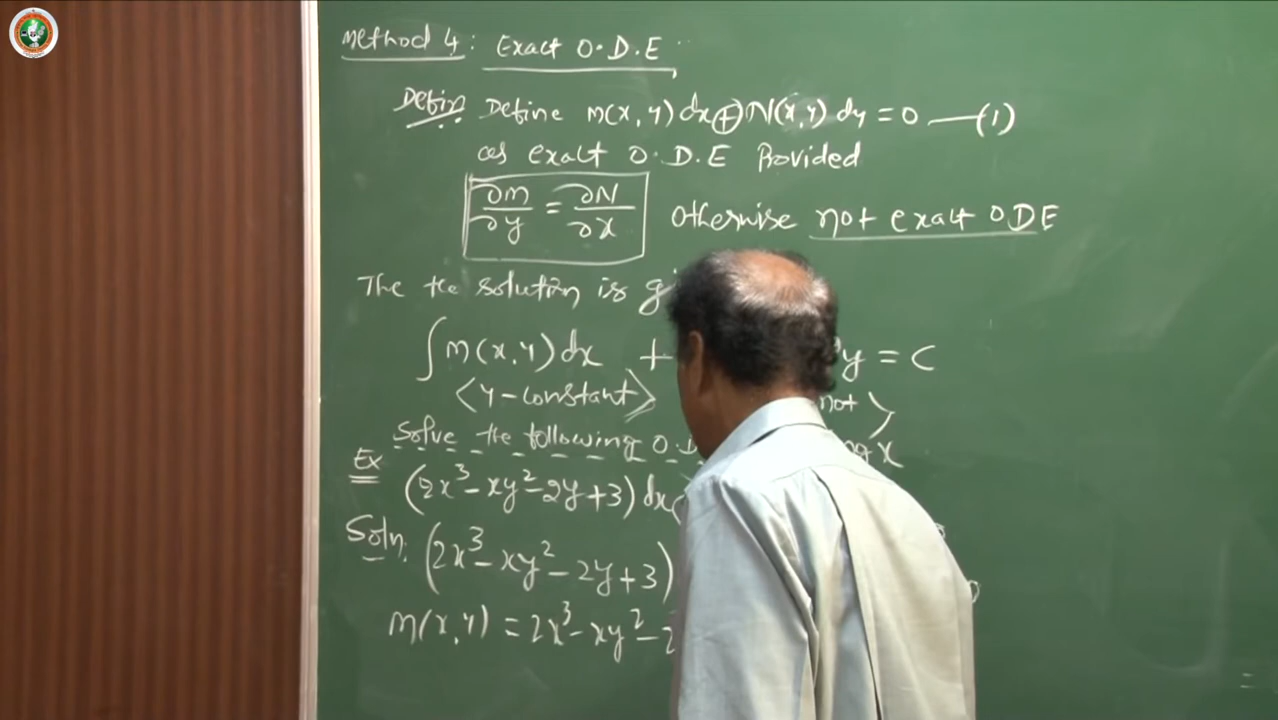 Method 4: Exact O.D.E
Defin Define M(x,y)dx+N(x,y)dy=0 —(1)
as exact O.D.E Provided
∂M/∂y = ∂N/∂x Otherwise not exact ODE
The the solution is
∫M(x,y)dx + y = C
<y-constant> not >
Solve the following O.D x
Ex (2x³-xy²-2y+3)dx
Soln. (2x³-xy²-2y+3)
M(x,y) = 2x³-xy²-2